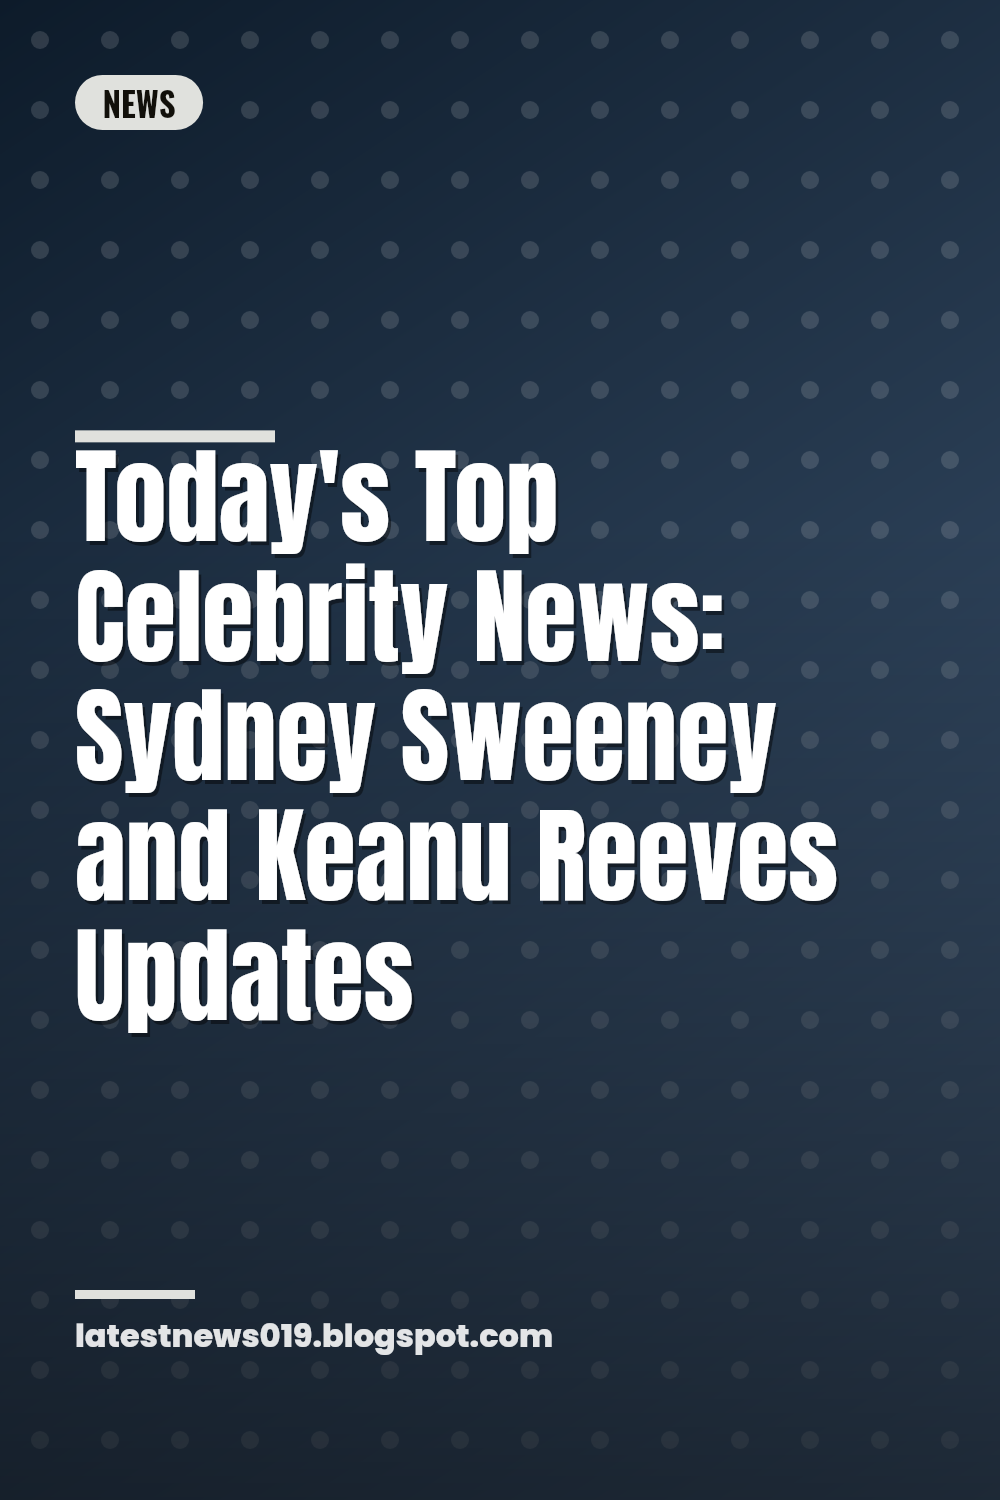 NEWS
Today's Top
Celebrity News:
Sydney Sweeney
and Keanu Reeves
Updates
latestnews019.blogspot.com